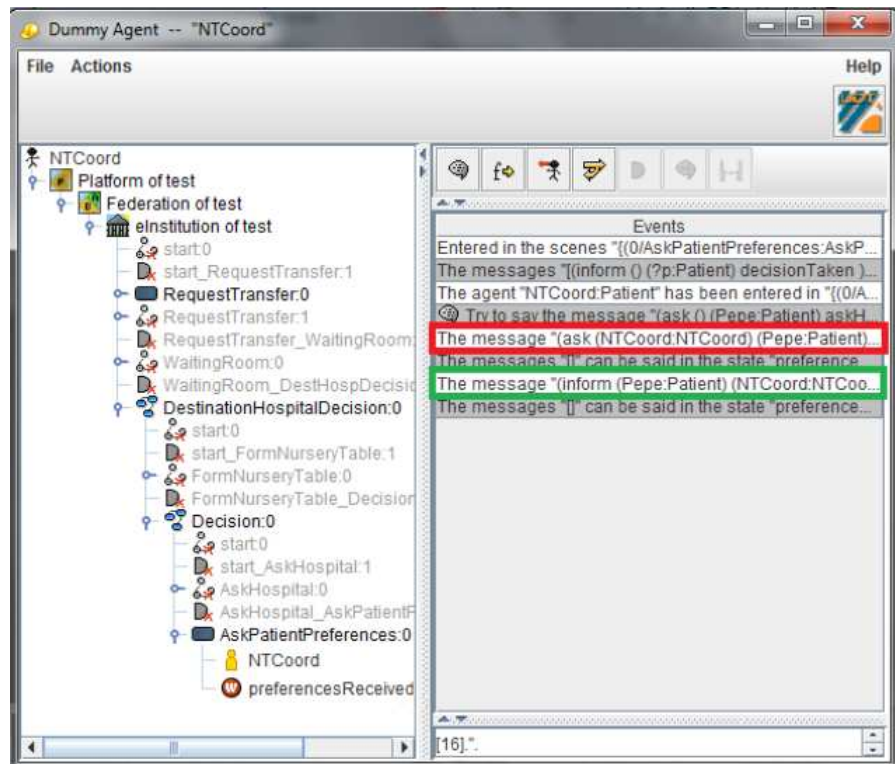 Dummy Agent -- "NTCoord"
File Actions Help
NTCoord
Platform of test
Federation of test
eInstitution of test
start:0
start_RequestTransfer:1
RequestTransfer:0
RequestTransfer:1
RequestTransfer_WaitingRoom:
WaitingRoom:0
WaitingRoom_DestHospDecisio
DestinationHospitalDecision:0
start:0
start_FormNurseryTable:1
FormNurseryTable:0
FormNurseryTable_Decision
Decision:0
start:0
start_AskHospital:1
AskHospital:0
AskHospital_AskPatientP
AskPatientPreferences:0
NTCoord
preferencesReceived
Events
Entered in the scenes "{(0/AskPatientPreferences:AskP...
The messages "[(inform () (?p:Patient) decisionTaken )...
The agent "NTCoord:Patient" has been entered in "{(0/A...
Try to say the message "(ask () (Pepe:Patient) askH...
The message "(ask (NTCoord:NTCoord) (Pepe:Patient)...
The messages "[]" can be said in the state "preference...
The message "(inform (Pepe:Patient) (NTCoord:NTCoo...
The messages "[]" can be said in the state "preference...
[16].".